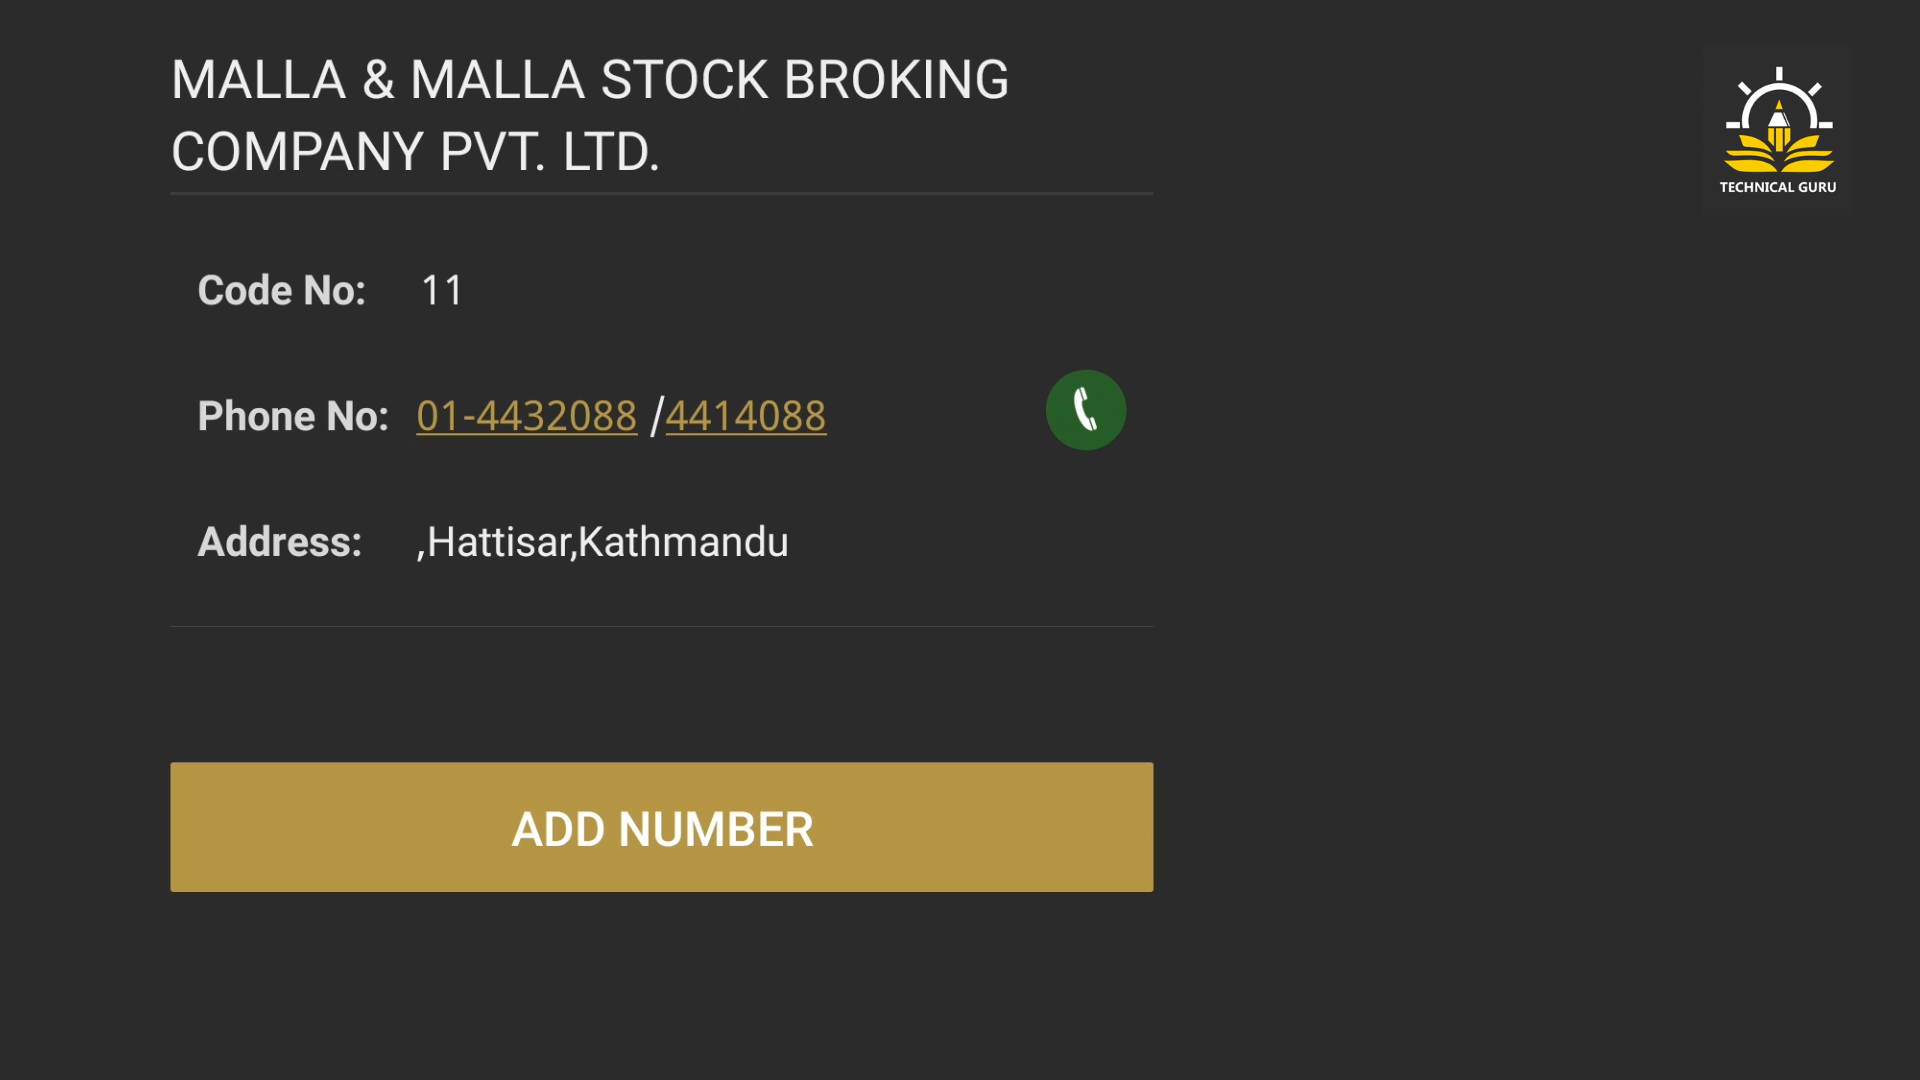 MALLA & MALLA STOCK BROKING
COMPANY PVT. LTD.
TECHNICAL GURU
Code No: 11
Phone No: 01-4432088 /4414088
Address: ,Hattisar,Kathmandu
ADD NUMBER